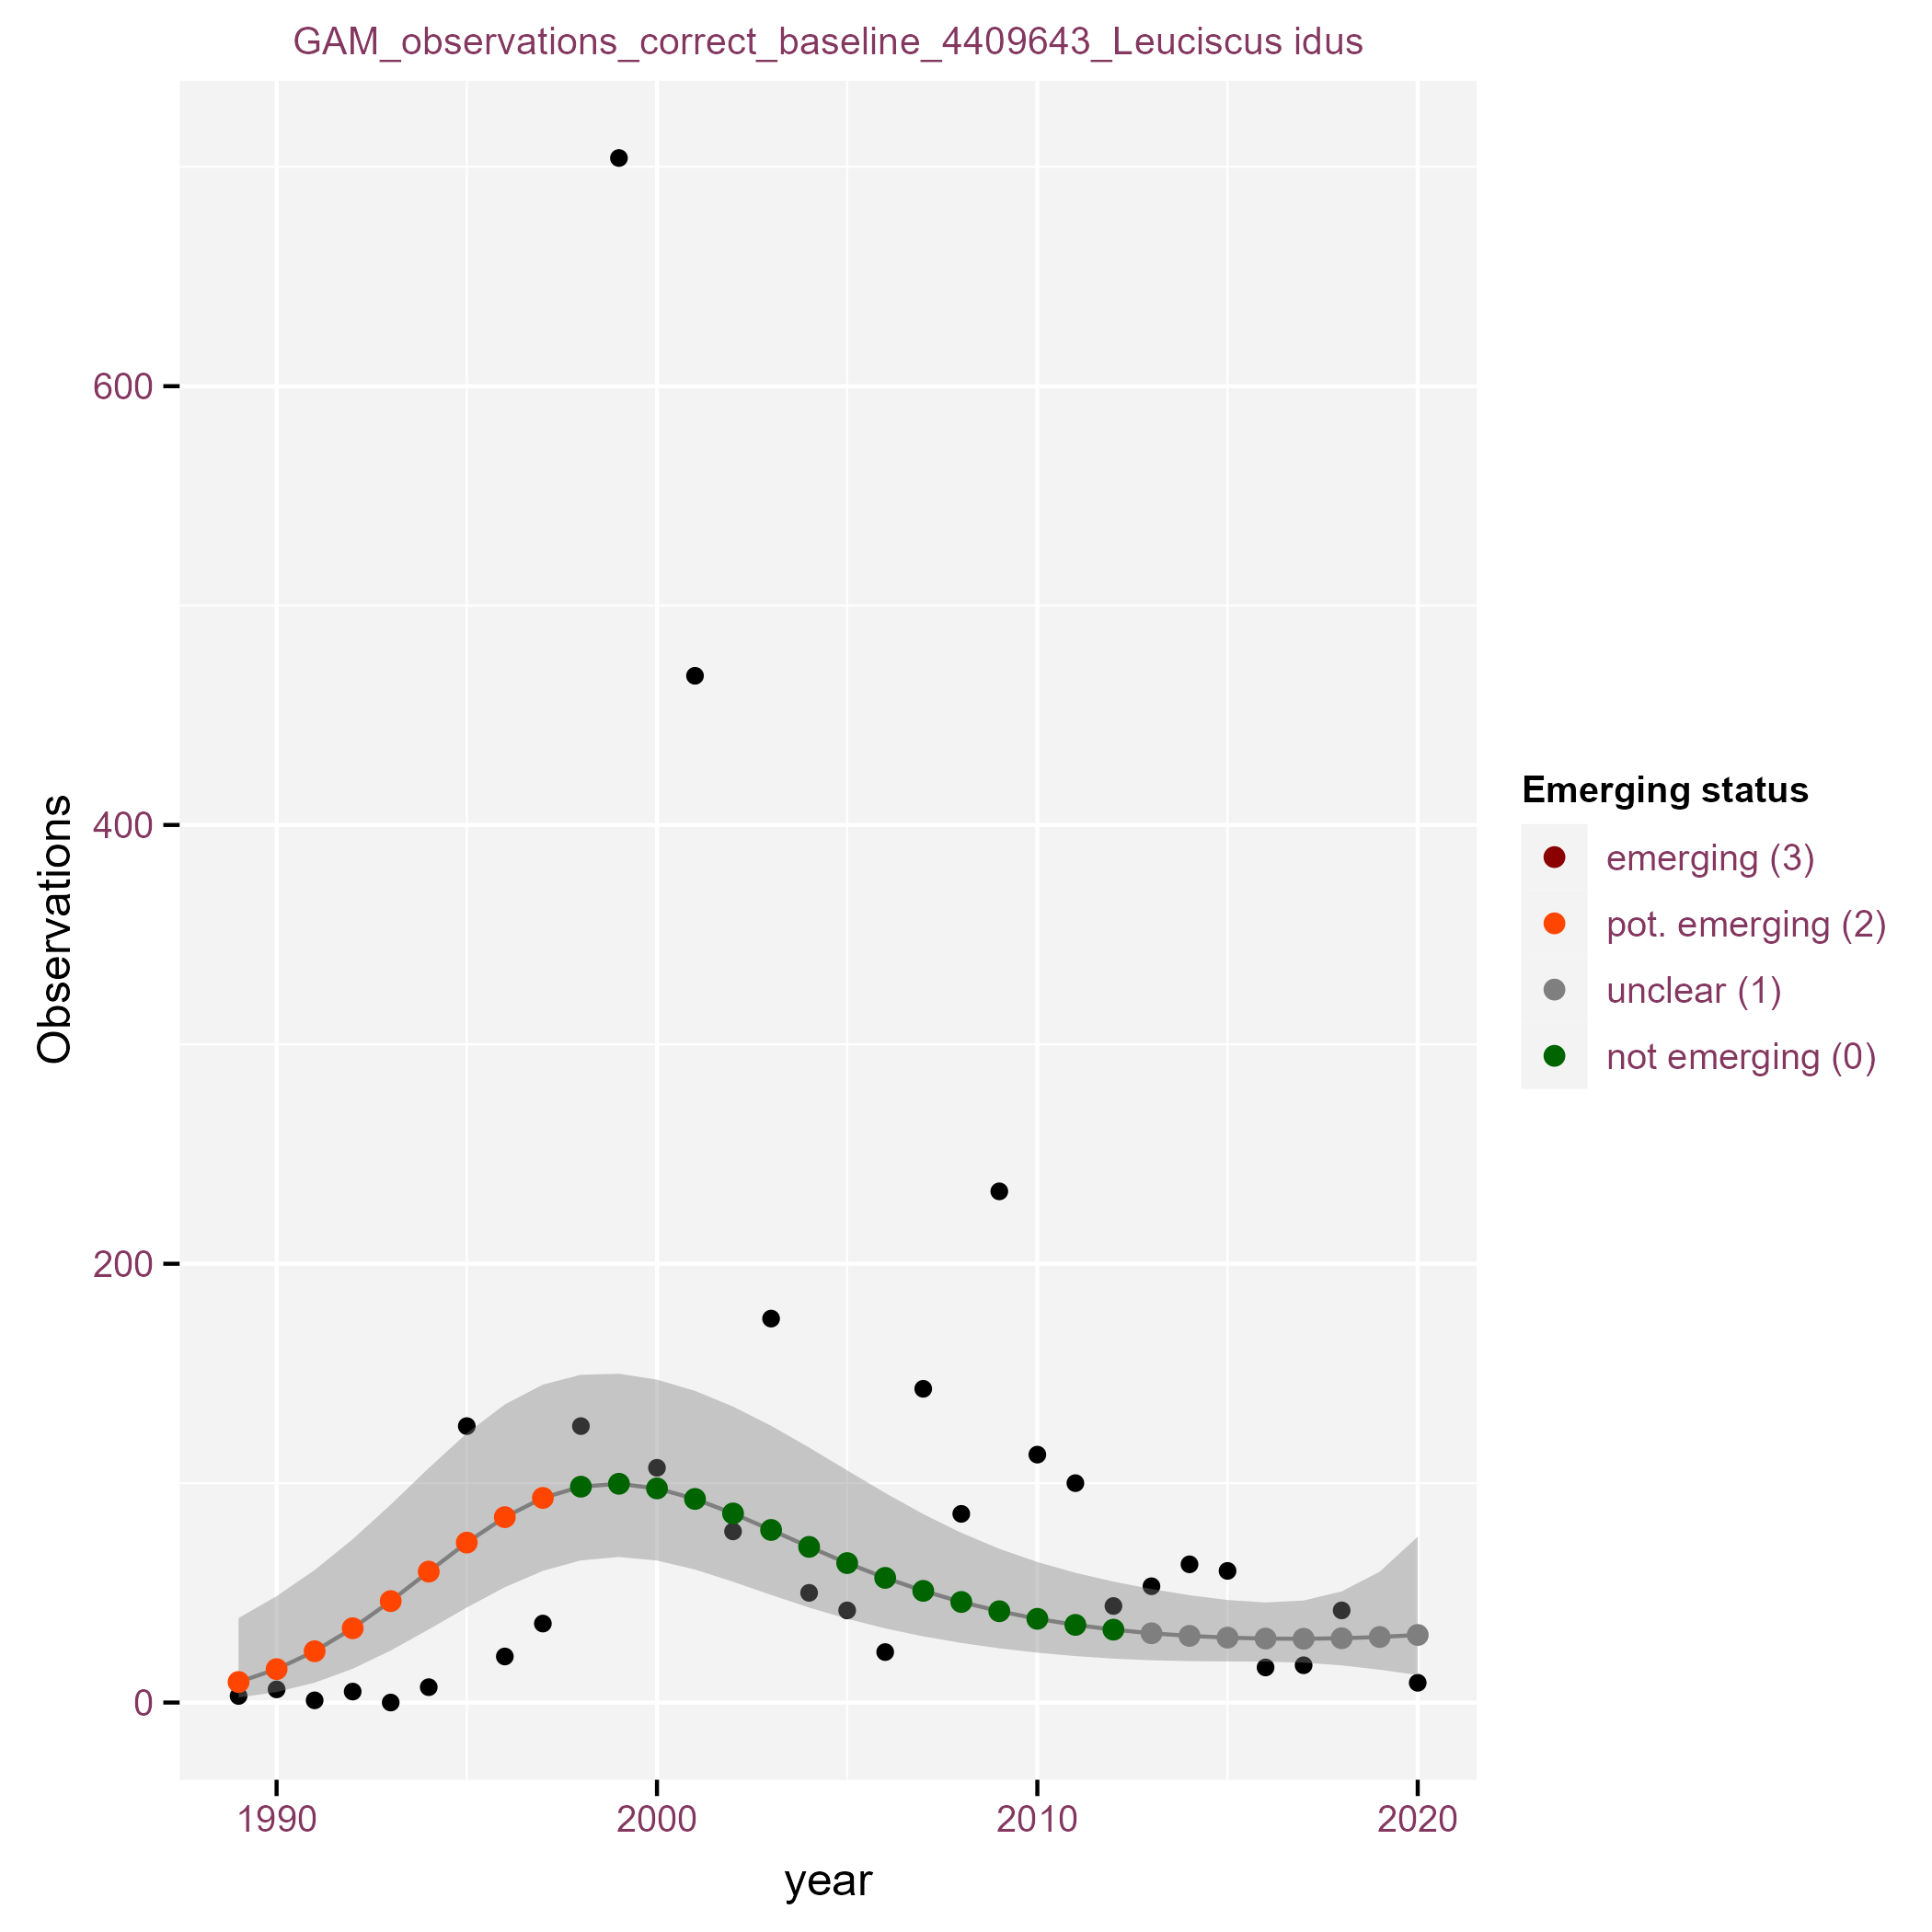 GAM_observations_correct_baseline_4409643_Leuciscus idus
600
400
200
0
Observations
1990
2000
2010
2020
year
Emerging status
emerging (3)
pot. emerging (2)
unclear (1)
not emerging (0)